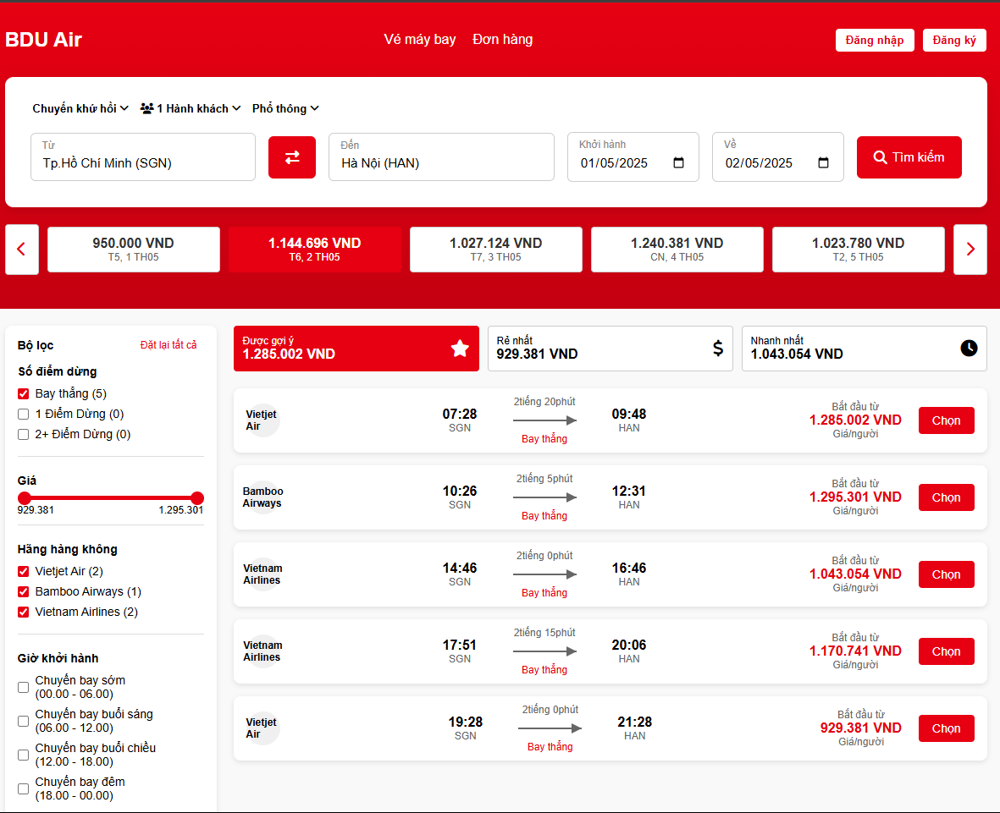 BDU Air
Vé máy bay
Đơn hàng
Đăng nhập
Đăng ký
Chuyến khứ hồi
1 Hành khách
Phổ thông
Từ
Tp.Hồ Chí Minh (SGN)
Đến
Hà Nội (HAN)
Khởi hành
01/05/2025
Về
02/05/2025
Tìm kiếm
950.000 VND
T5, 1 TH05
1.144.696 VND
T6, 2 TH05
1.027.124 VND
T7, 3 TH05
1.240.381 VND
CN, 4 TH05
1.023.780 VND
T2, 5 TH05
Bộ lọc
Đặt lại tất cả
Số điểm dừng
Bay thẳng (5)
1 Điểm Dừng (0)
2+ Điểm Dừng (0)
Giá
929.381
1.295.301
Hãng hàng không
Vietjet Air (2)
Bamboo Airways (1)
Vietnam Airlines (2)
Giờ khởi hành
Chuyến bay sớm
(00.00 - 06.00)
Chuyến bay buổi sáng
(06.00 - 12.00)
Chuyến bay buổi chiều
(12.00 - 18.00)
Chuyến bay đêm
(18.00 - 00.00)
Được gợi ý
1.285.002 VND
Rẻ nhất
929.381 VND
Nhanh nhất
1.043.054 VND
Vietjet
Air
07:28
SGN
2tiếng 20phút
Bay thẳng
09:48
HAN
Bắt đầu từ
1.285.002 VND
Giá/người
Chọn
Bamboo
Airways
10:26
SGN
2tiếng 5phút
Bay thẳng
12:31
HAN
Bắt đầu từ
1.295.301 VND
Giá/người
Chọn
Vietnam
Airlines
14:46
SGN
2tiếng 0phút
Bay thẳng
16:46
HAN
Bắt đầu từ
1.043.054 VND
Giá/người
Chọn
Vietnam
Airlines
17:51
SGN
2tiếng 15phút
Bay thẳng
20:06
HAN
Bắt đầu từ
1.170.741 VND
Giá/người
Chọn
Vietjet
Air
19:28
SGN
2tiếng 0phút
Bay thẳng
21:28
HAN
Bắt đầu từ
929.381 VND
Giá/người
Chọn